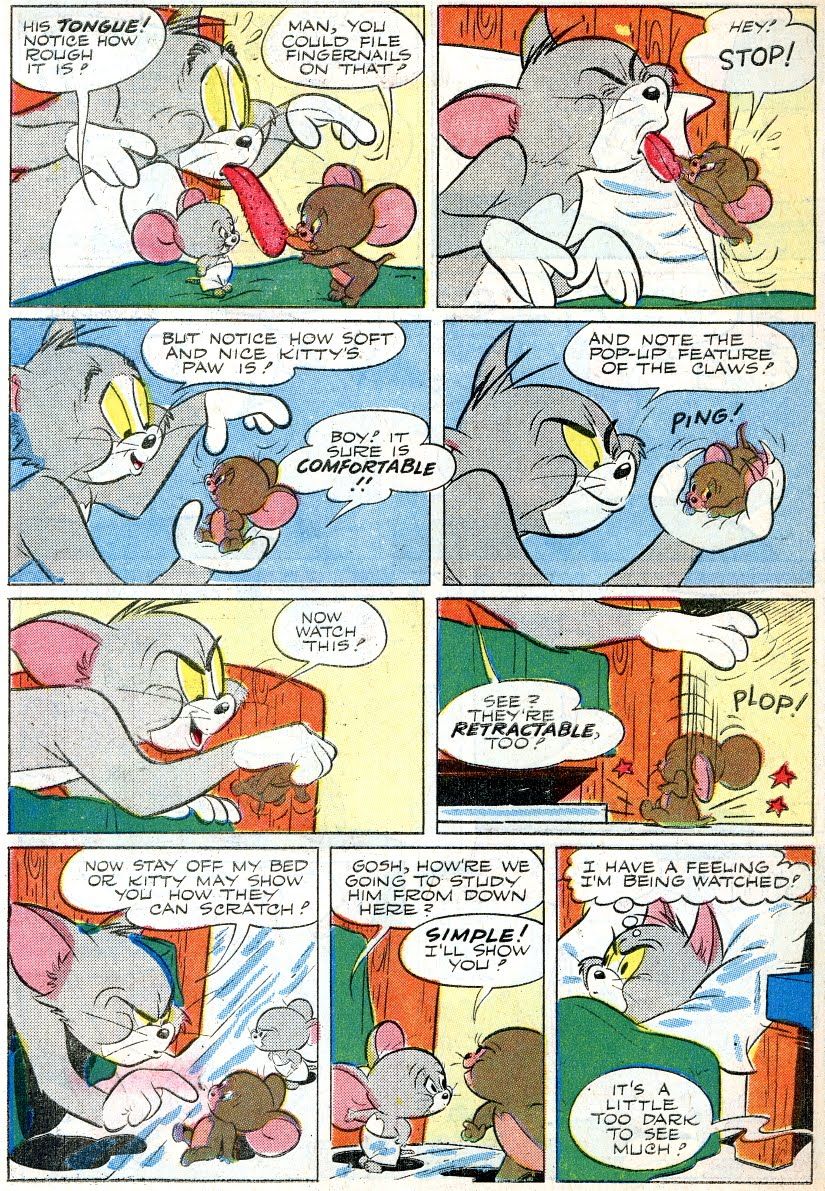 HIS TONGUE!
NOTICE HOW
ROUGH
IT IS?
MAN, YOU
COULD FILE
FINGERNAILS
ON THAT?
HEY!
STOP!
BUT NOTICE HOW SOFT
AND NICE KITTY'S
PAW IS!
BOY! IT
SURE IS
COMFORTABLE
!!
AND NOTE THE
POP-UP FEATURE
OF THE CLAWS!
PING!
NOW
WATCH
THIS!
SEE?
THEY'RE
RETRACTABLE,
TOO?
PLOP!
NOW STAY OFF MY BED
OR KITTY MAY SHOW
YOU HOW THEY
CAN SCRATCH!
GOSH, HOW'RE WE
GOING TO STUDY
HIM FROM DOWN
HERE?
SIMPLE!
I'LL SHOW
YOU?
I HAVE A FEELING
I'M BEING WATCHED!
IT'S A
LITTLE
TOO DARK
TO SEE
MUCH?